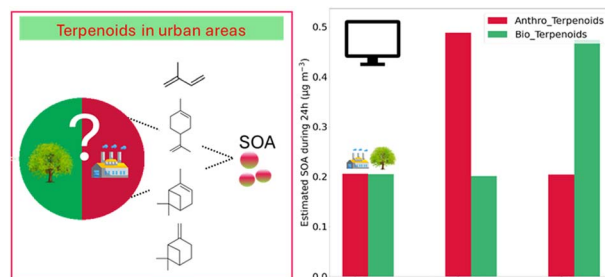 Terpenoids in urban areas
?
SOA
Estimated SOA during 24h (μg m⁻³)
0.5
0.4
0.3
0.2
0.1
0.0
Anthro_Terpenoids
Bio_Terpenoids